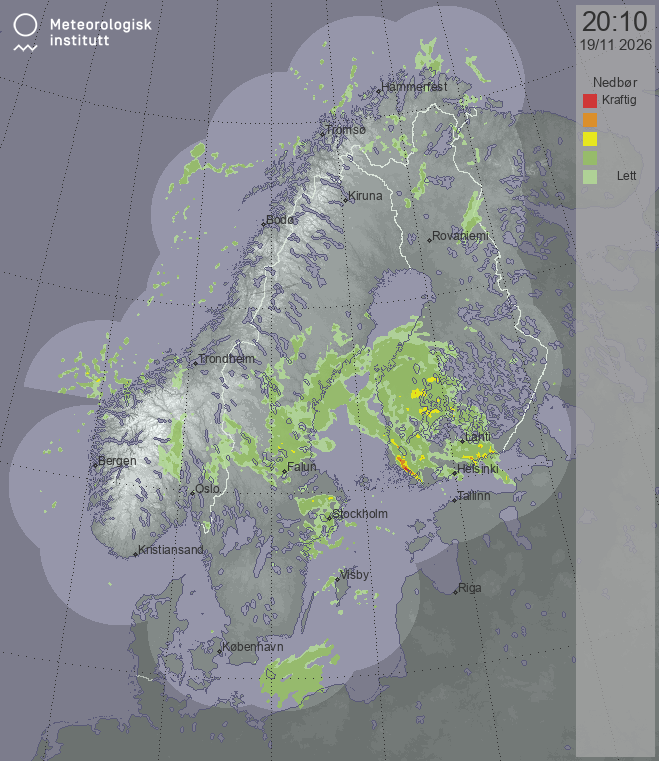 Meteorologisk
institutt
20:10
19/11 2026
Nedbør
Kraftig
Lett
Hammerfest
Tromsø
Kiruna
Bodø
Rovaniemi
Trondheim
Lahti
Bergen
Falun
Helsinki
Oslo
Tallinn
Stockholm
Kristiansand
Visby
Riga
København